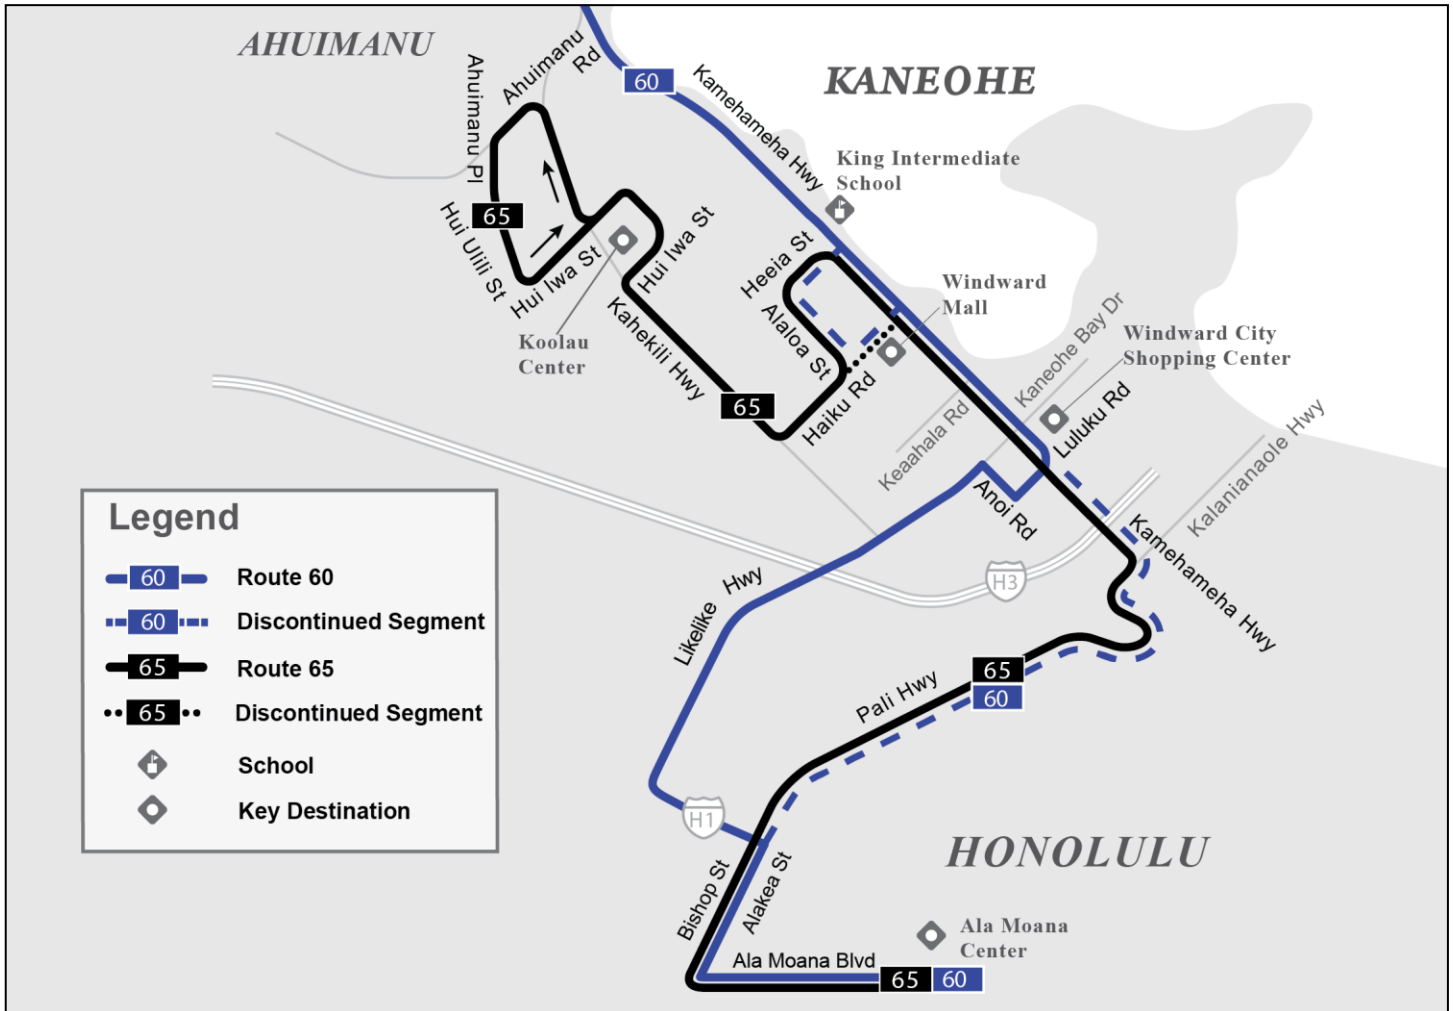 AHUIMANU
Ahuimanu
Rd
60
KANEOHE
Kamehameha Hwy
Ahuimanu Pl
King Intermediate
School
65
Hui Ulili St
Hui Iwa St
Hui Iwa St
Heeia St
Windward
Mall
Koolau
Center
Kahekili Hwy
Alaloa St
Kaneohe Bay Dr
Windward City
Shopping Center
65
Haiku Rd
Keaahala Rd
Luluku Rd
Kalanianaole Hwy
Anoi Rd
Kamehameha Hwy
H3
Likelike Hwy
Pali Hwy
65
60
H1
Bishop St
Alakea St
HONOLULU
Ala Moana
Center
Ala Moana Blvd
65 60
Legend
60 Route 60
60 Discontinued Segment
65 Route 65
65 Discontinued Segment
School
Key Destination